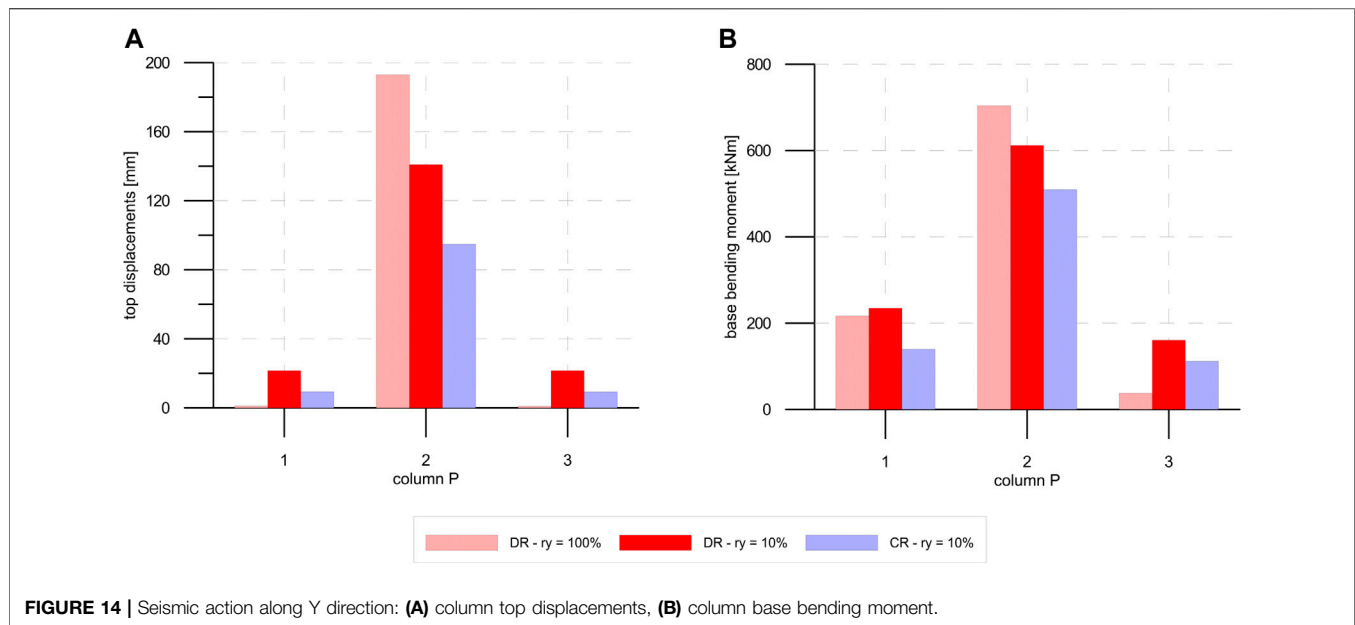 A
top displacements [mm]
200
160
120
80
40
0
1 2 3
column P
B
base bending moment [kNm]
800
600
400
200
0
1 2 3
column P
DR - ry = 100% DR - ry = 10% CR - ry = 10%
FIGURE 14 | Seismic action along Y direction: (A) column top displacements, (B) column base bending moment.